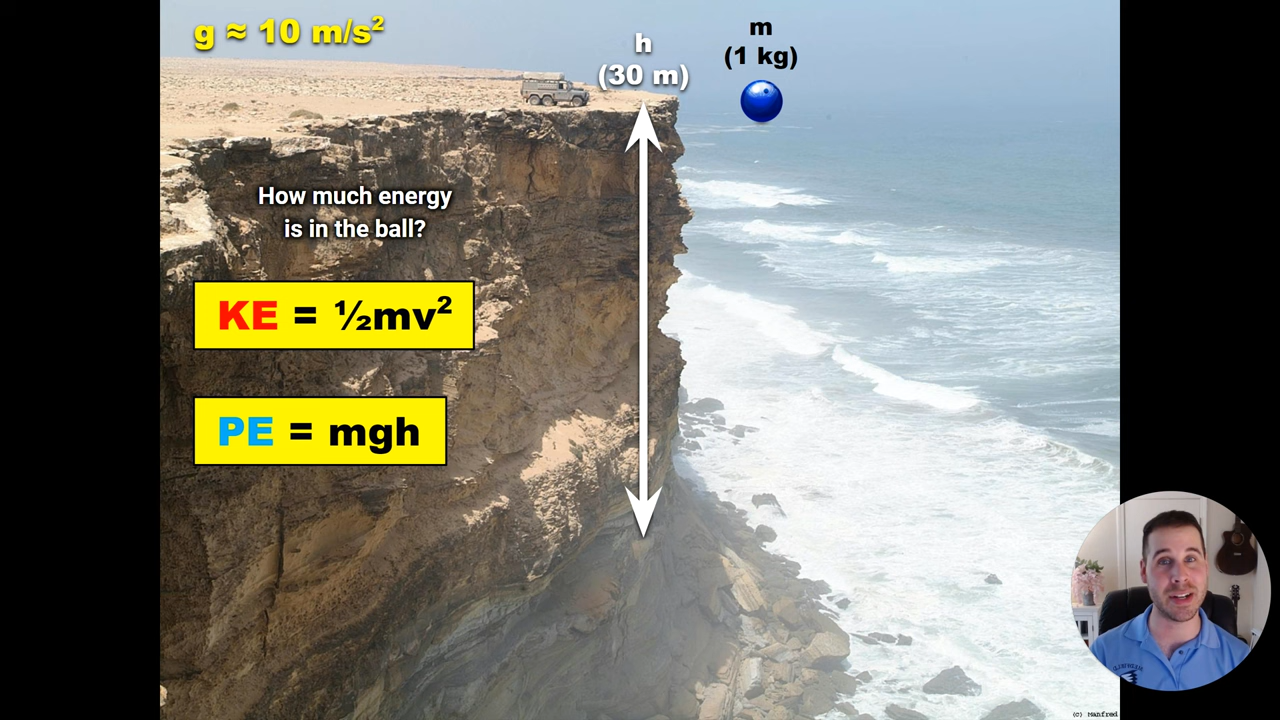 g ≈ 10 m/s²
h
(30 m)
m
(1 kg)
How much energy
is in the ball?
KE = ½mv²
PE = mgh
(c) Manfred